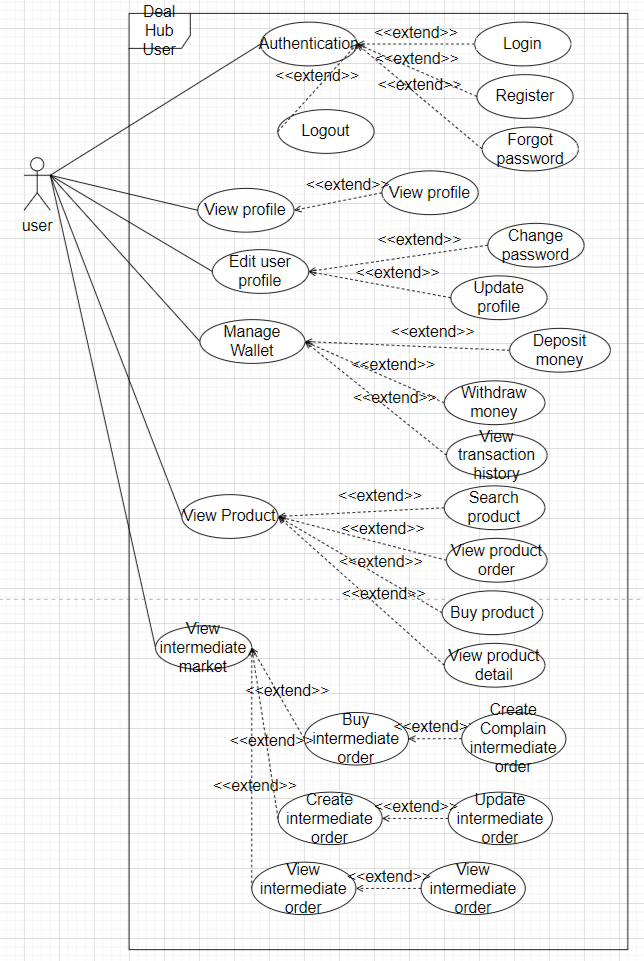 Deal
Hub
User
Authentication
<<extend>>
Login
<<extend>>
<<extend>>
Register
<<extend>>
Logout
Forgot
password
user
View profile
<<extend>>
View profile
Edit user
profile
<<extend>>
Change
password
<<extend>>
Update
profile
Manage
Wallet
<<extend>>
Deposit
money
<<extend>>
Withdraw
money
<<extend>>
View
transaction
history
View Product
<<extend>>
Search
product
<<extend>>
View product
order
<<extend>>
Buy product
<<extend>>
View product
detail
View
intermediate
market
<<extend>>
Buy
intermediate
order
<<extend>>
Create
Complain
intermediate
order
<<extend>>
Create
intermediate
order
<<extend>>
Update
intermediate
order
<<extend>>
View
intermediate
order
<<extend>>
View
intermediate
order